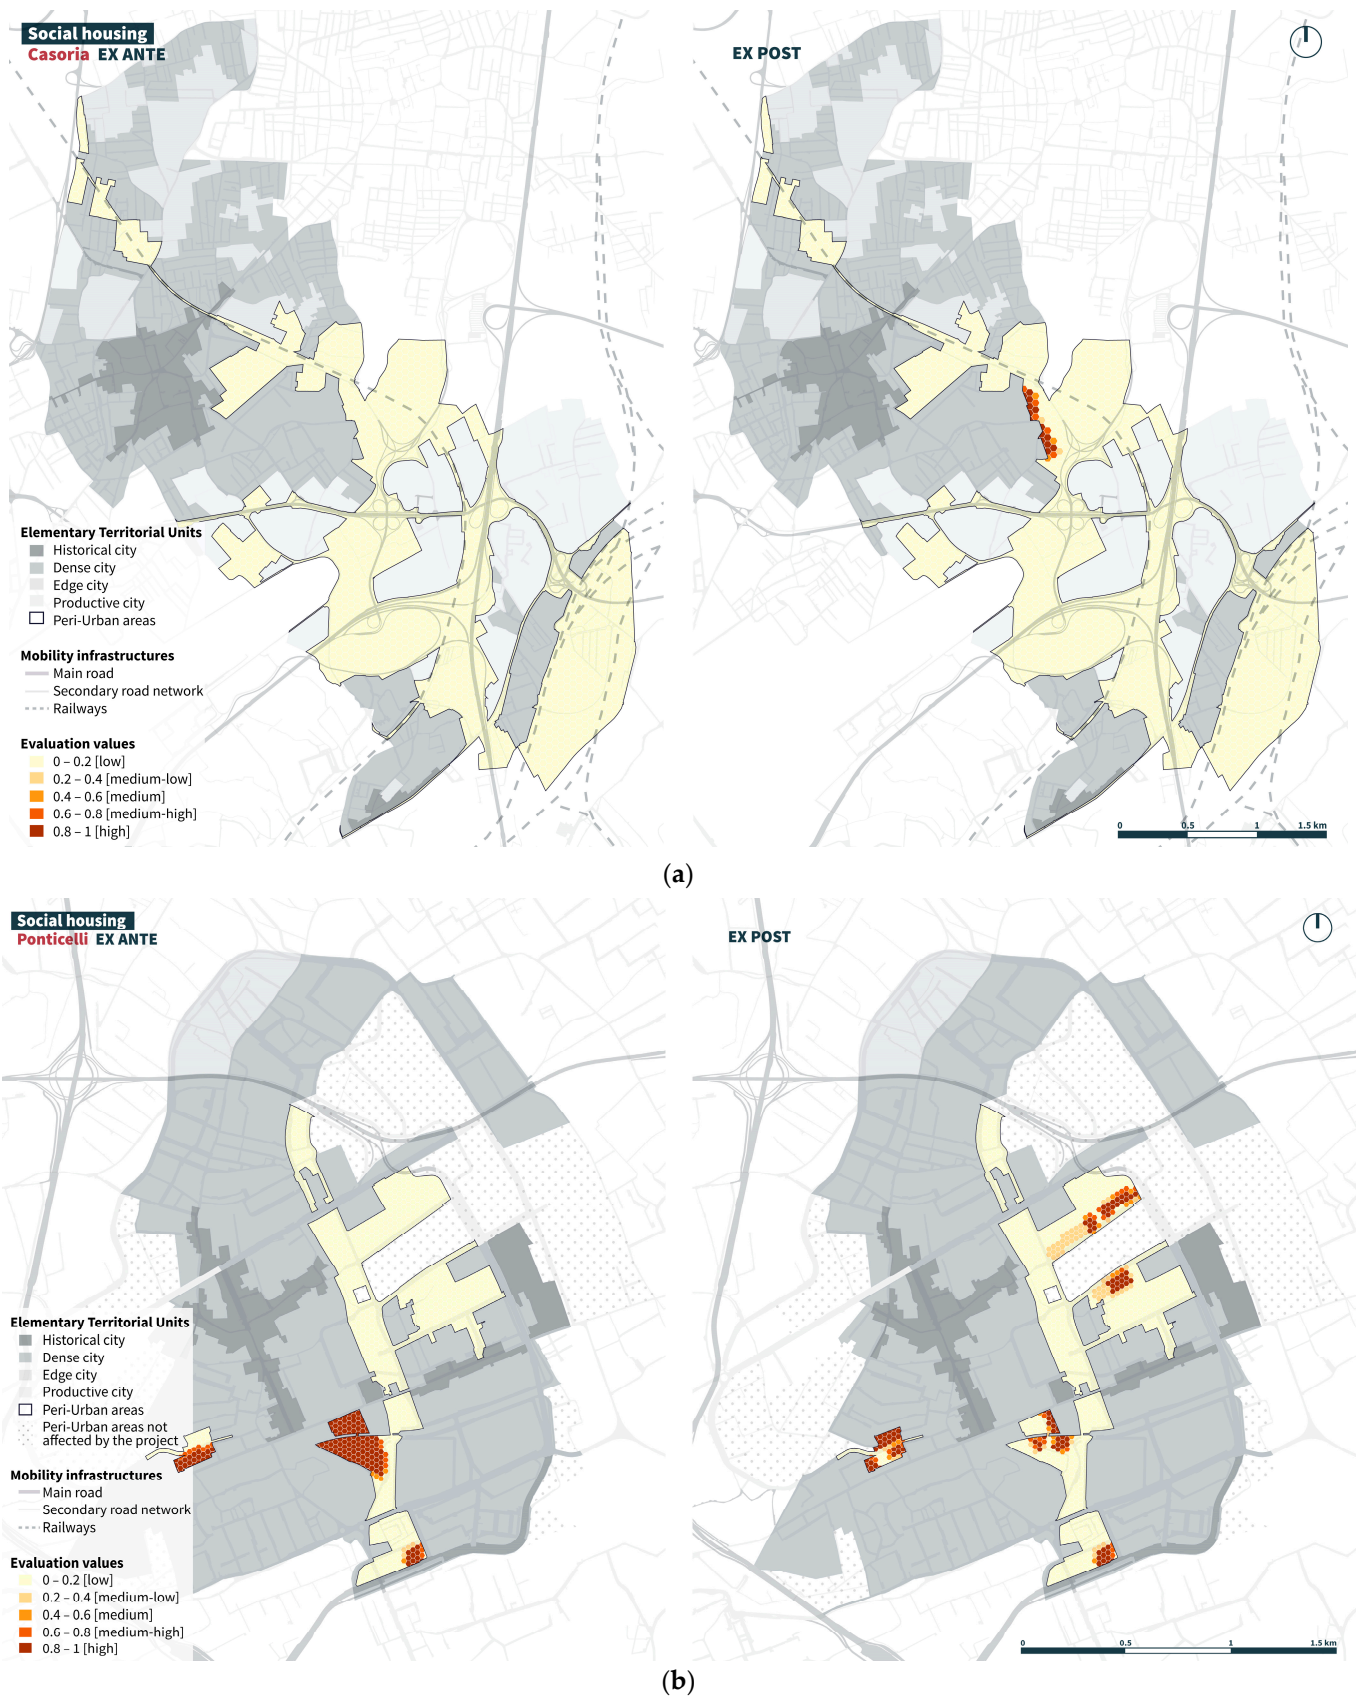 Social housing
Casoria EX ANTE
EX POST
Elementary Territorial Units
Historical city
Dense city
Edge city
Productive city
Peri-Urban areas
Mobility infrastructures
Main road
Secondary road network
Railways
Evaluation values
0 – 0.2 [low]
0.2 – 0.4 [medium-low]
0.4 – 0.6 [medium]
0.6 – 0.8 [medium-high]
0.8 – 1 [high]
0 0.5 1 1.5 km
(a)
Social housing
Ponticelli EX ANTE
EX POST
Elementary Territorial Units
Historical city
Dense city
Edge city
Productive city
Peri-Urban areas
Peri-Urban areas not
affected by the project
Mobility infrastructures
Main road
Secondary road network
Railways
Evaluation values
0 – 0.2 [low]
0.2 – 0.4 [medium-low]
0.4 – 0.6 [medium]
0.6 – 0.8 [medium-high]
0.8 – 1 [high]
0 0.5 1 1.5 km
(b)